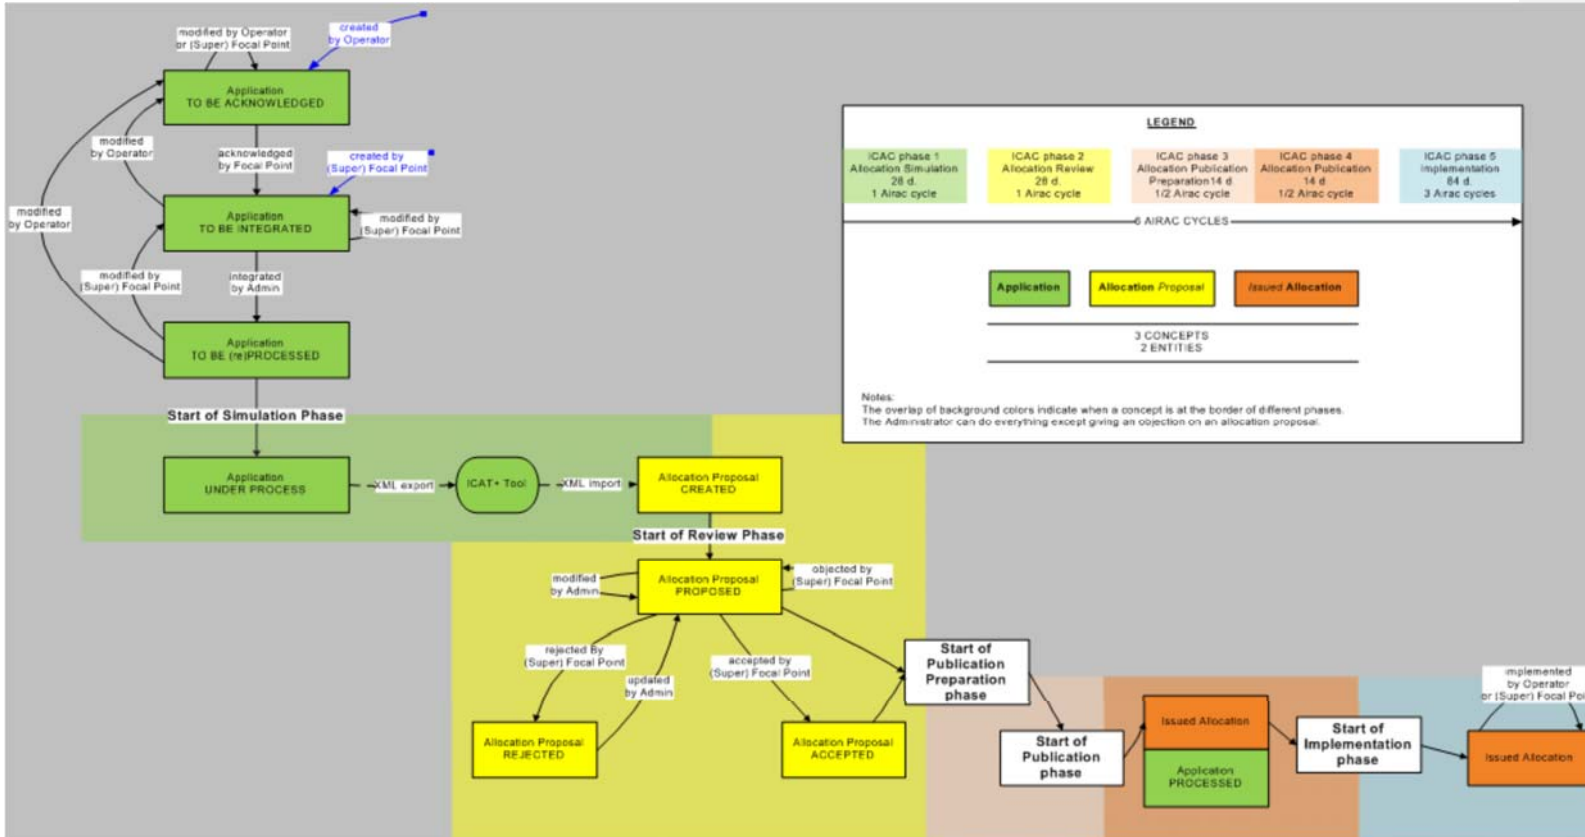 modified by Operator
or (Super) Focal Point
created
by Operator
Application
TO BE ACKNOWLEDGED
modified
by Operator
acknowledged
by Focal Point
created by
(Super) Focal Point
modified
by Operator
Application
TO BE INTEGRATED
modified by
(Super) Focal Point
modified by
(Super) Focal Point
integrated
by Admin
Application
TO BE (re)PROCESSED
Start of Simulation Phase
Application
UNDER PROCESS
XML export
ICAT+ Tool
XML import
Allocation Proposal
CREATED
Start of Review Phase
modified
by Admin
Allocation Proposal
PROPOSED
objected by
(Super) Focal Point
rejected By
(Super) Focal Point
updated
by Admin
accepted by
(Super) Focal Point
Allocation Proposal
REJECTED
Allocation Proposal
ACCEPTED
Start of
Publication
Preparation
phase
Start of
Publication
phase
Issued Allocation
Application
PROCESSED
Start of
Implementation
phase
implemented
by Operator
or (Super) Focal
Issued Allocation
LEGEND
ICAC phase 1
Allocation Simulation
28 d.
1 Airac cycle
ICAC phase 2
Allocation Review
28 d.
1 Airac cycle
ICAC phase 3
Allocation Publication
Preparation14 d
1/2 Airac cycle
ICAC phase 4
Allocation Publication
14 d
1/2 Airac cycle
ICAC phase 5
Implementation
84 d.
3 Airac cycles
6 AIRAC CYCLES
Application
Allocation Proposal
Issued Allocation
3 CONCEPTS
2 ENTITIES
Notes:
The overlap of background colors indicate when a concept is at the border of different phases.
The Administrator can do everything except giving an objection on an allocation proposal.